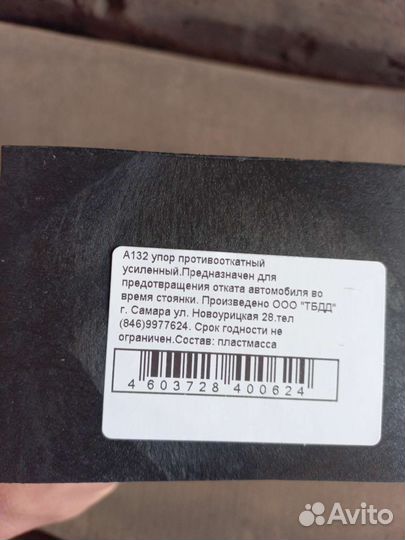 А132 упор противооткатный
усиленный.Предназначен для
предотвращения отката автомобиля во
время стоянки. Произведено ООО "ТБДД"
г. Самара ул. Новоурицкая 28.тел
(846)9977624. Срок годности не
ограничен.Состав: пластмасса
4 603728 400624
Avito